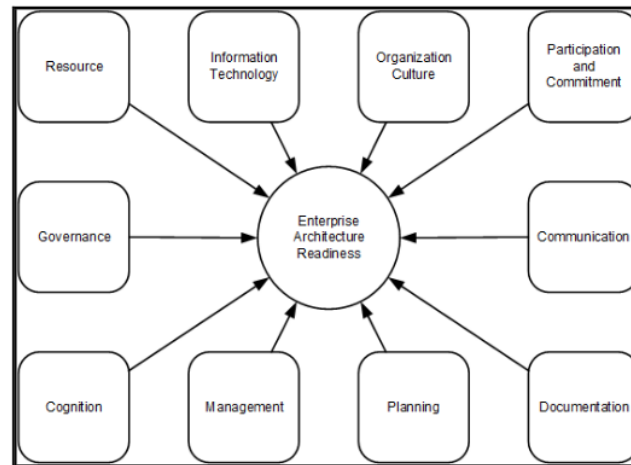 Resource
Information
Technology
Organization
Culture
Participation
and
Commitment
Governance
Enterprise
Architecture
Readiness
Communication
Cognition
Management
Planning
Documentation